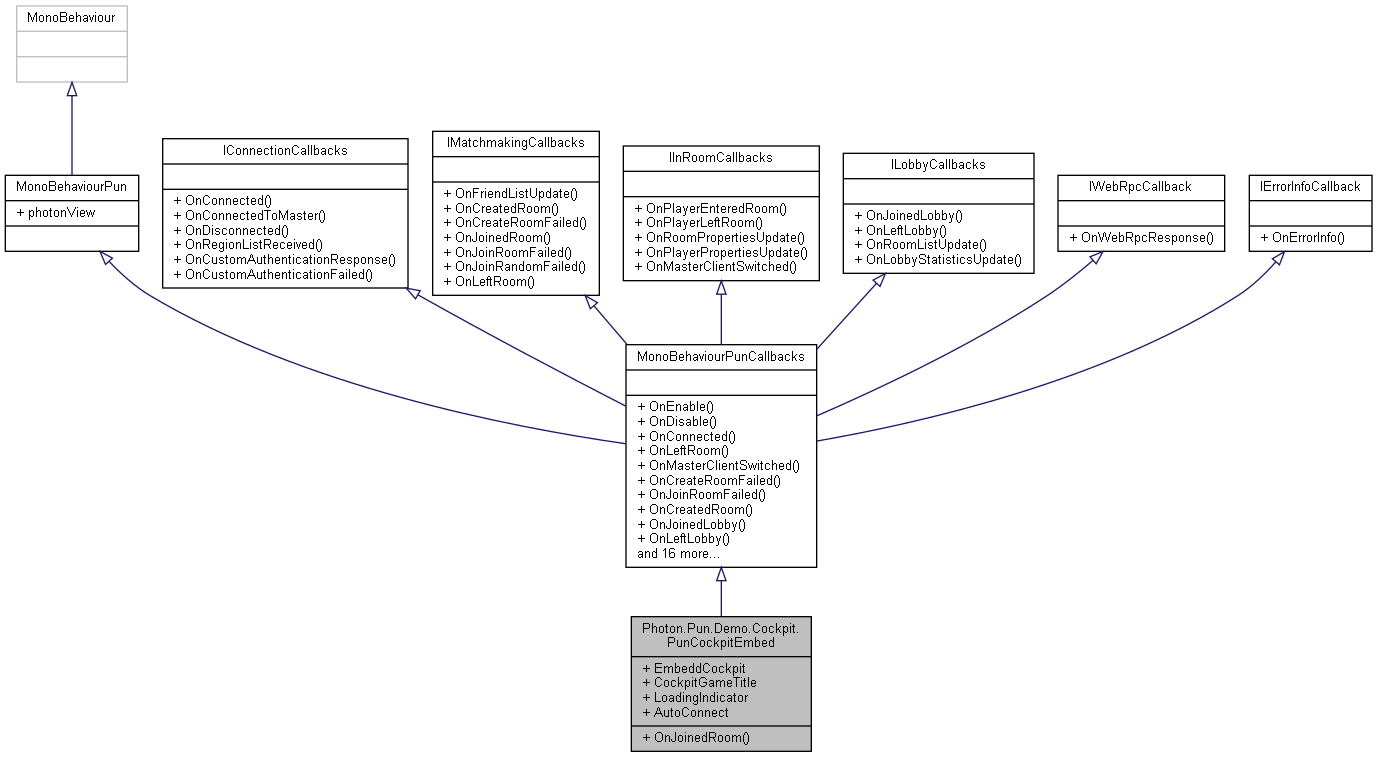 MonoBehaviour
MonoBehaviourPun
+ photonView
IConnectionCallbacks
+ OnConnected()
+ OnConnectedToMaster()
+ OnDisconnected()
+ OnRegionListReceived()
+ OnCustomAuthenticationResponse()
+ OnCustomAuthenticationFailed()
IMatchmakingCallbacks
+ OnFriendListUpdate()
+ OnCreatedRoom()
+ OnCreateRoomFailed()
+ OnJoinedRoom()
+ OnJoinRoomFailed()
+ OnJoinRandomFailed()
+ OnLeftRoom()
IInRoomCallbacks
+ OnPlayerEnteredRoom()
+ OnPlayerLeftRoom()
+ OnRoomPropertiesUpdate()
+ OnPlayerPropertiesUpdate()
+ OnMasterClientSwitched()
ILobbyCallbacks
+ OnJoinedLobby()
+ OnLeftLobby()
+ OnRoomListUpdate()
+ OnLobbyStatisticsUpdate()
IWebRpcCallback
+ OnWebRpcResponse()
IErrorInfoCallback
+ OnErrorInfo()
MonoBehaviourPunCallbacks
+ OnEnable()
+ OnDisable()
+ OnConnected()
+ OnLeftRoom()
+ OnMasterClientSwitched()
+ OnCreateRoomFailed()
+ OnJoinRoomFailed()
+ OnCreatedRoom()
+ OnJoinedLobby()
+ OnLeftLobby()
and 16 more...
Photon.Pun.Demo.Cockpit.
PunCockpitEmbed
+ EmbeddCockpit
+ CockpitGameTitle
+ LoadingIndicator
+ AutoConnect
+ OnJoinedRoom()